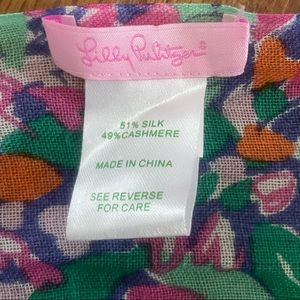 Lilly Pulitzer®
51% SILK
49%CASHMERE
MADE IN CHINA
SEE REVERSE
FOR CARE